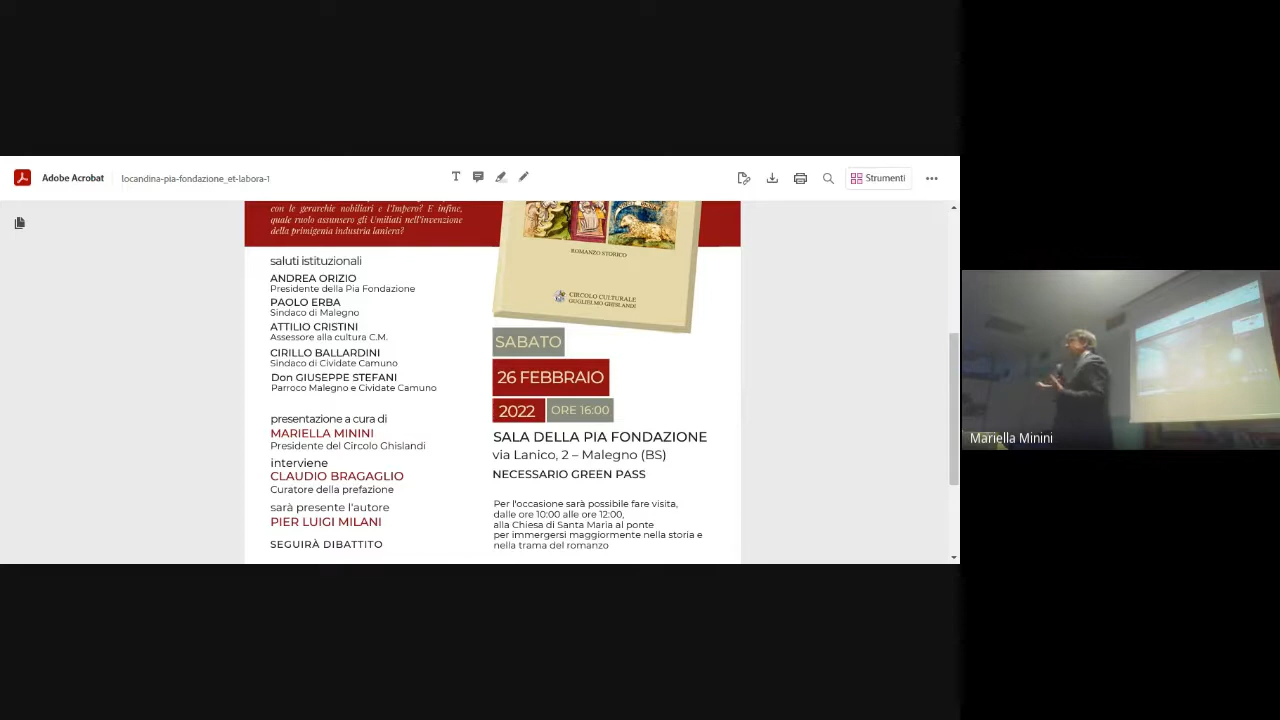 Adobe Acrobat
locandina-pia-fondazione_et-labora-1
Strumenti
con le gerarchie nobiliari e l'Impero? E infine,
quale ruolo assunsero gli Umiliati nell'invenzione
della primigenia industria laniera?
saluti istituzionali
ANDREA ORIZIO
Presidente della Pia Fondazione
PAOLO ERBA
Sindaco di Malegno
ATTILIO CRISTINI
Assessore alla cultura C.M.
CIRILLO BALLARDINI
Sindaco di Cividate Camuno
Don GIUSEPPE STEFANI
Parroco Malegno e Cividate Camuno
presentazione a cura di
MARIELLA MININI
Presidente del Circolo Ghislandi
interviene
CLAUDIO BRAGAGLIO
Curatore della prefazione
sarà presente l'autore
PIER LUIGI MILANI
SEGUIRÀ DIBATTITO
ROMANZO STORICO
CIRCOLO CULTURALE
GUGLIELMO GHISLANDI
SABATO
26 FEBBRAIO
2022 ORE 16:00
SALA DELLA PIA FONDAZIONE
via Lanico, 2 – Malegno (BS)
NECESSARIO GREEN PASS
Per l'occasione sarà possibile fare visita,
dalle ore 10:00 alle ore 12:00,
alla Chiesa di Santa Maria al ponte
per immergersi maggiormente nella storia e
nella trama del romanzo
Mariella Minini